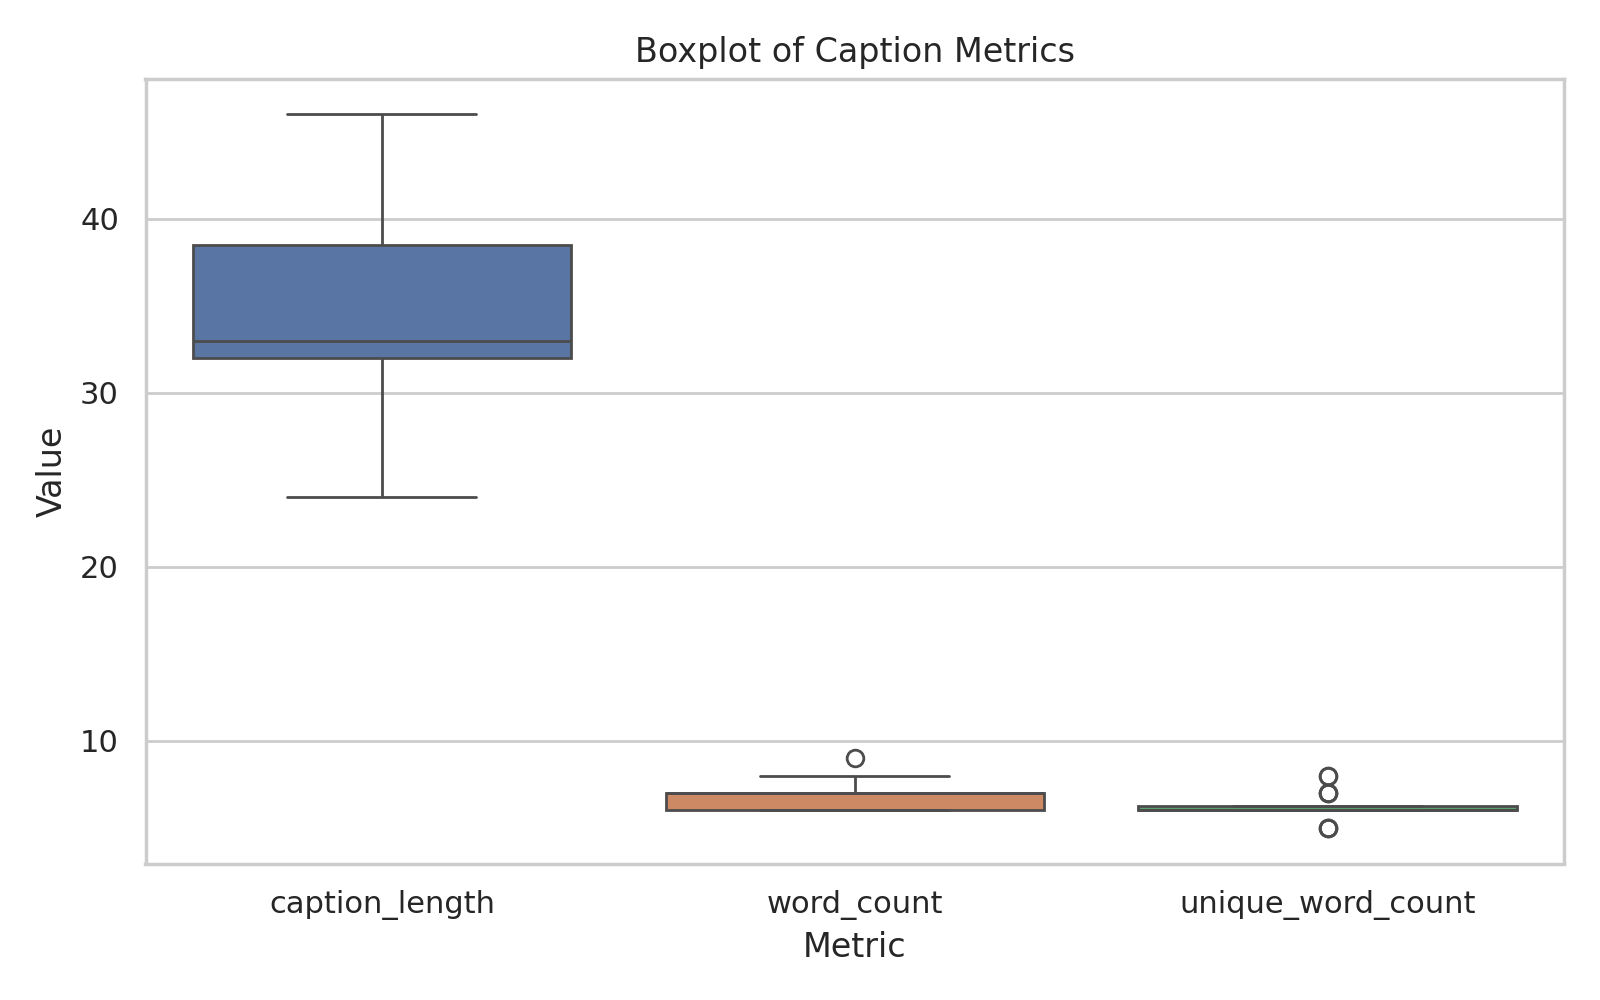 Boxplot of Caption Metrics
40
30
20
10
Value
caption_length
word_count
unique_word_count
Metric